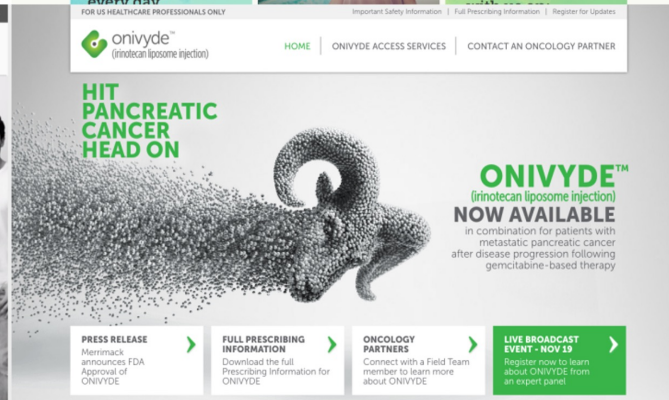 every day
FOR US HEALTHCARE PROFESSIONALS ONLY
Important Safety Information | Full Prescribing Information | Register for Updates
onivyde™
(irinotecan liposome injection)
HOME | ONIVYDE ACCESS SERVICES | CONTACT AN ONCOLOGY PARTNER
HIT
PANCREATIC
CANCER
HEAD ON
ONIVYDE™
(irinotecan liposome injection)
NOW AVAILABLE
in combination for patients with
metastatic pancreatic cancer
after disease progression following
gemcitabine-based therapy
PRESS RELEASE
Merrimack
announces FDA
Approval of
ONIVYDE
FULL PRESCRIBING
INFORMATION
Download the full
Prescribing Information for
ONIVYDE
ONCOLOGY
PARTNERS
Connect with a Field Team
member to learn more
about ONIVYDE
LIVE BROADCAST
EVENT - NOV 19
Register now to learn
about ONIVYDE from
an expert panel